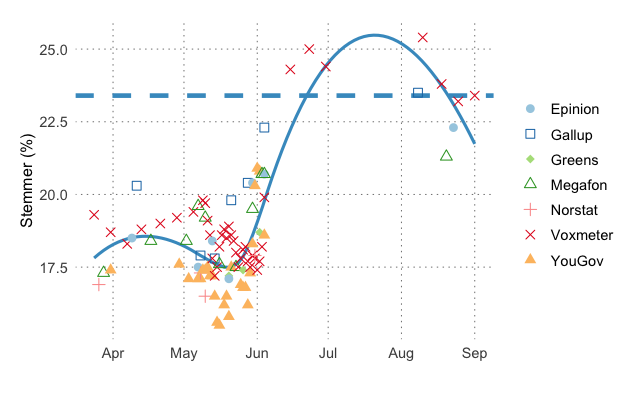 Stemmer (%)
25.0
22.5
20.0
17.5
Apr May Jun Jul Aug Sep
Epinion
Gallup
Greens
Megafon
Norstat
Voxmeter
YouGov